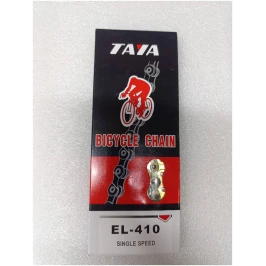 TAYA
BICYCLE CHAIN
EL-410
SINGLE SPEED